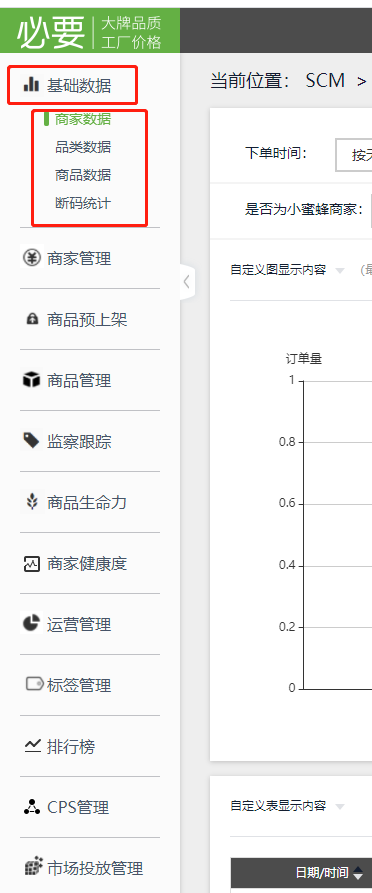 必要
大牌品质
工厂价格
当前位置： SCM >
基础数据
商家数据
品类数据
商品数据
断码统计
商家管理
商品预上架
商品管理
监察跟踪
商品生命力
商家健康度
运营管理
标签管理
排行榜
CPS管理
市场投放管理
下单时间：
按天
是否为小蜜蜂商家：
自定义图显示内容
订单量
1
0.8
0.6
0.4
0.2
0
自定义表显示内容
日期/时间